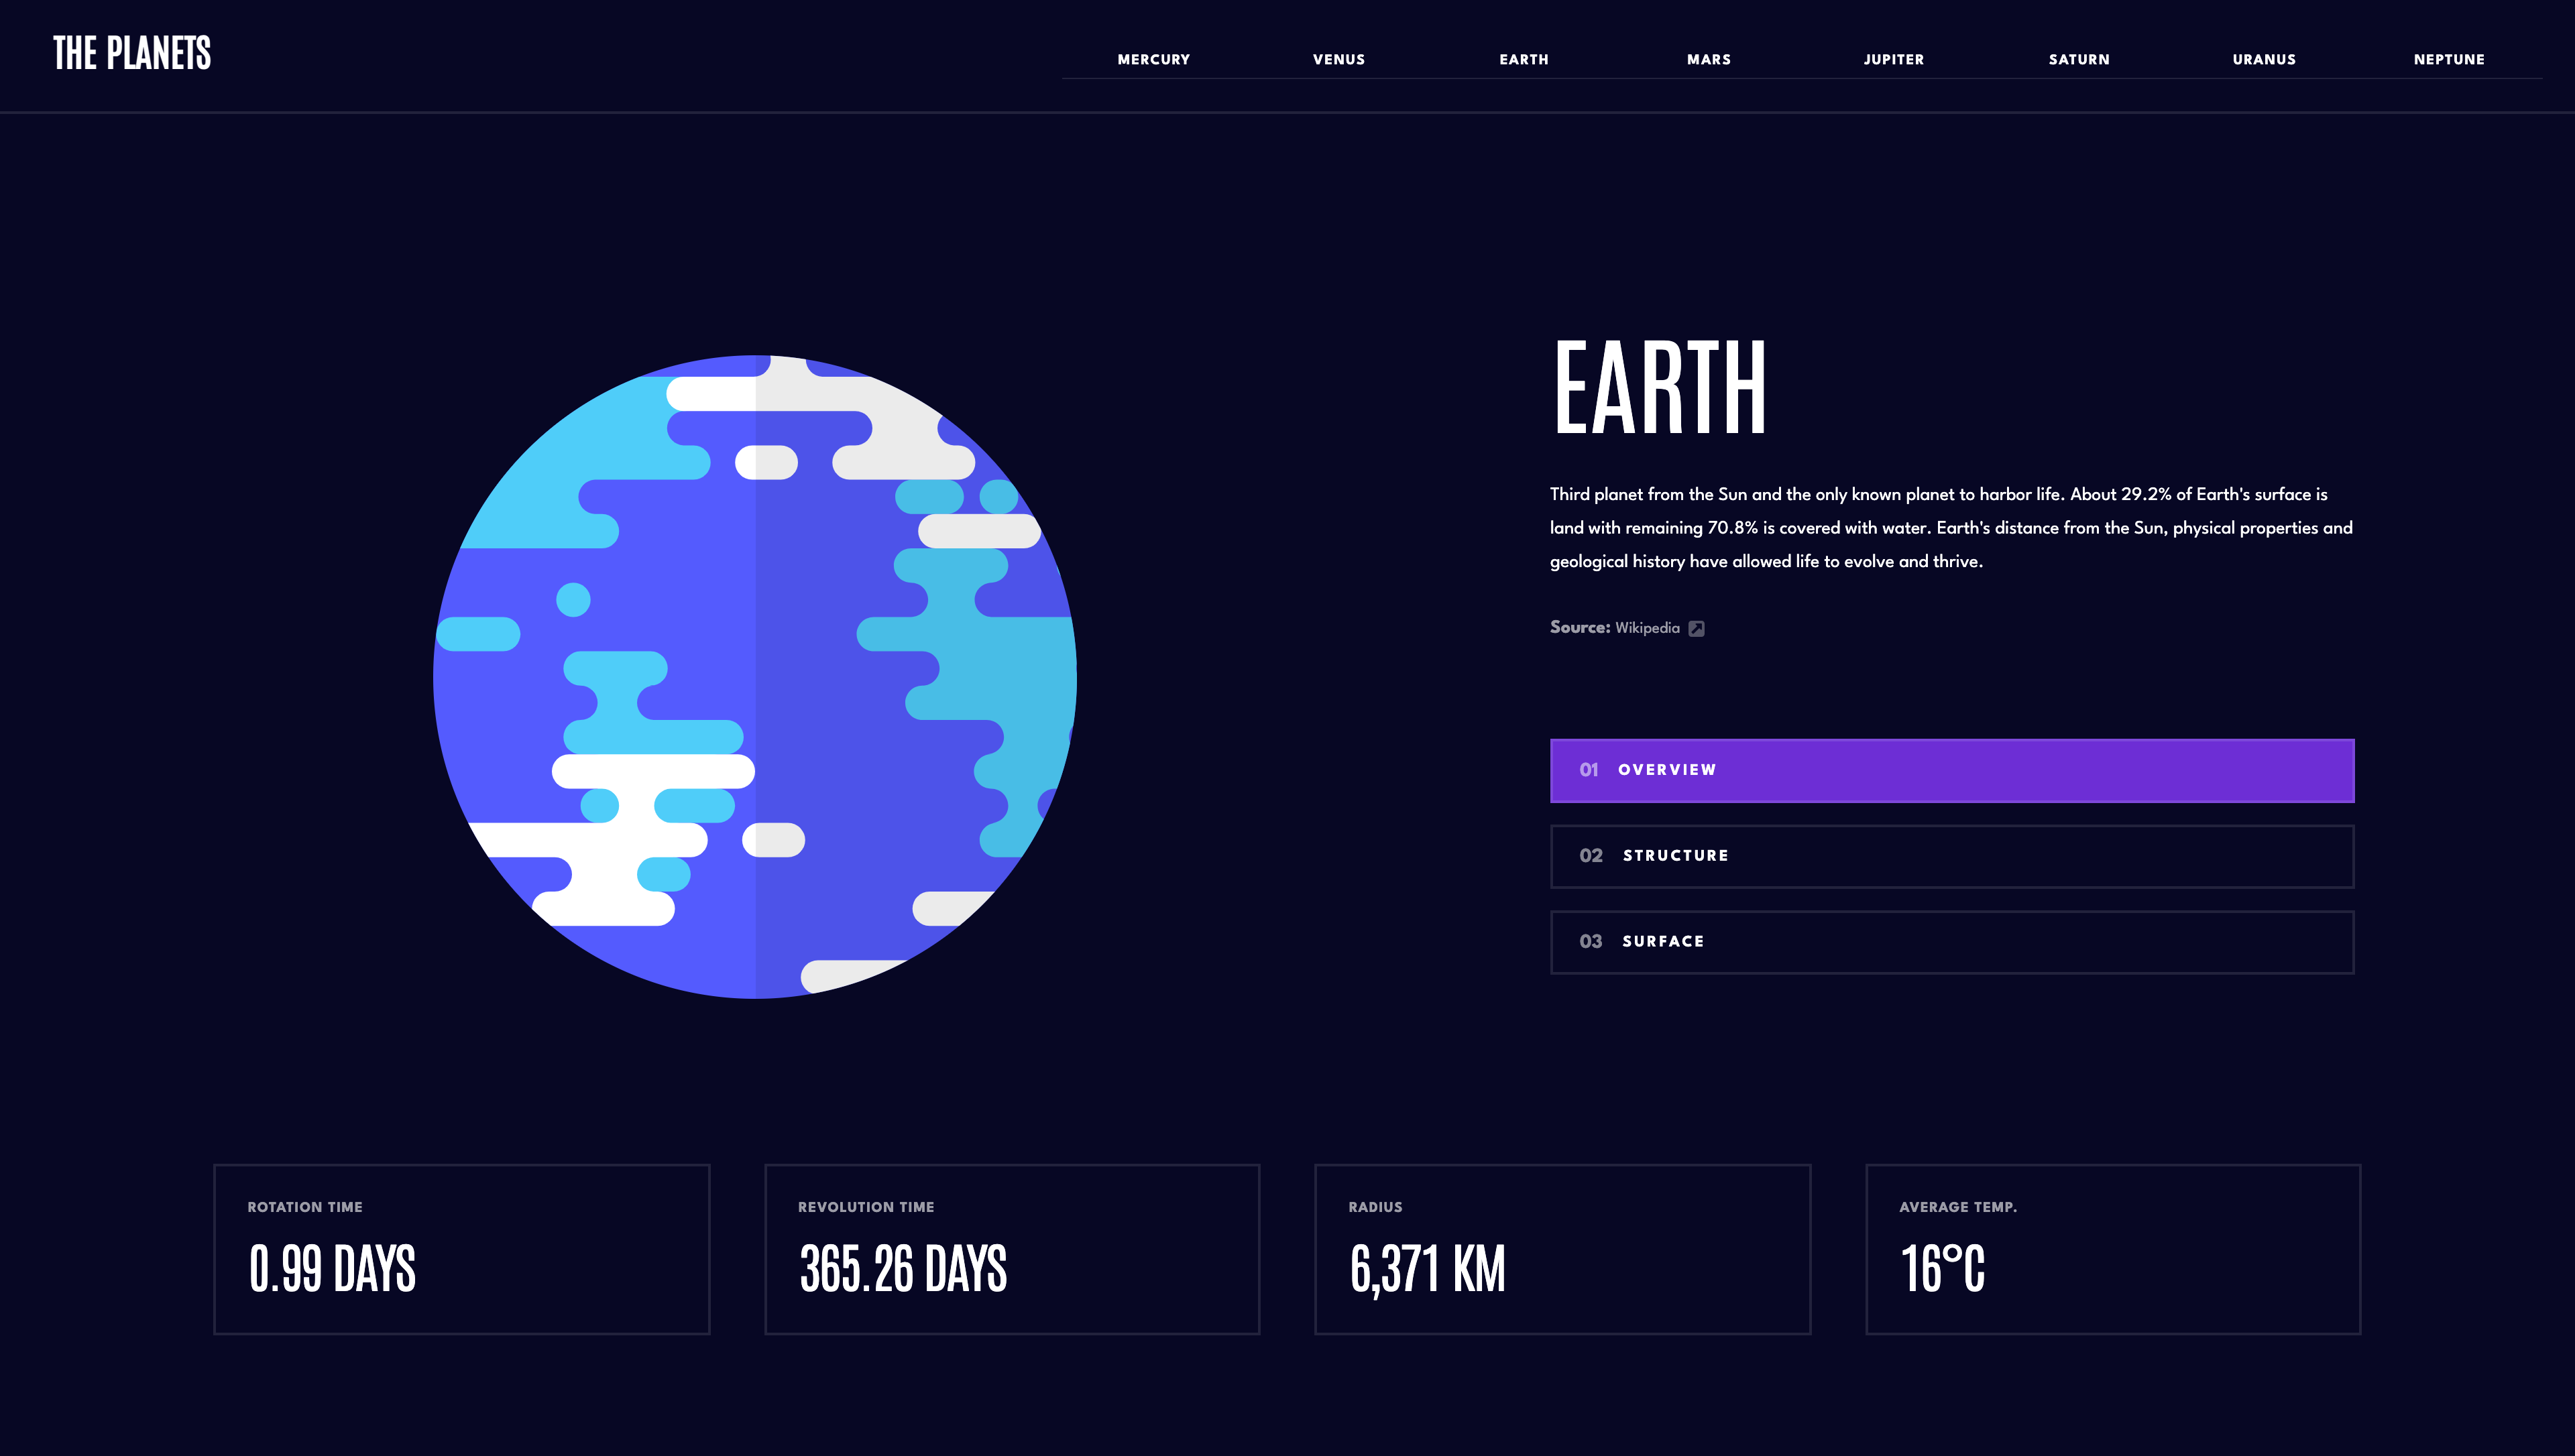 THE PLANETS
MERCURY VENUS EARTH MARS JUPITER SATURN URANUS NEPTUNE
EARTH
Third planet from the Sun and the only known planet to harbor life. About 29.2% of Earth's surface is
land with remaining 70.8% is covered with water. Earth's distance from the Sun, physical properties and
geological history have allowed life to evolve and thrive.
Source: Wikipedia
01 OVERVIEW
02 STRUCTURE
03 SURFACE
ROTATION TIME
0.99 DAYS
REVOLUTION TIME
365.26 DAYS
RADIUS
6,371 KM
AVERAGE TEMP.
16°C